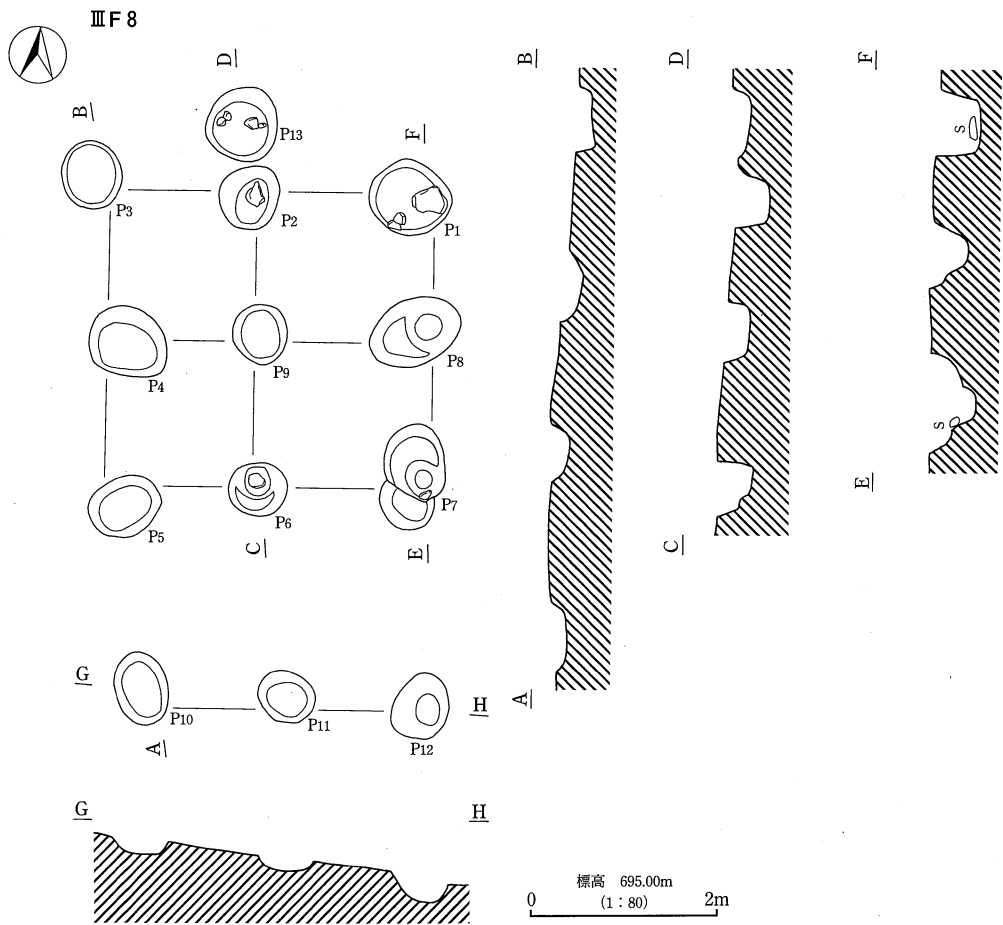 ⅢF8
D
B
F
P13
P3
P2
P1
P4
P9
P8
P5
P6
P7
C
E
G
H
P10
P11
P12
A
G
H
B
D
F
S
S
E
C
A
標高 695.00m
(1:80)
0 2m